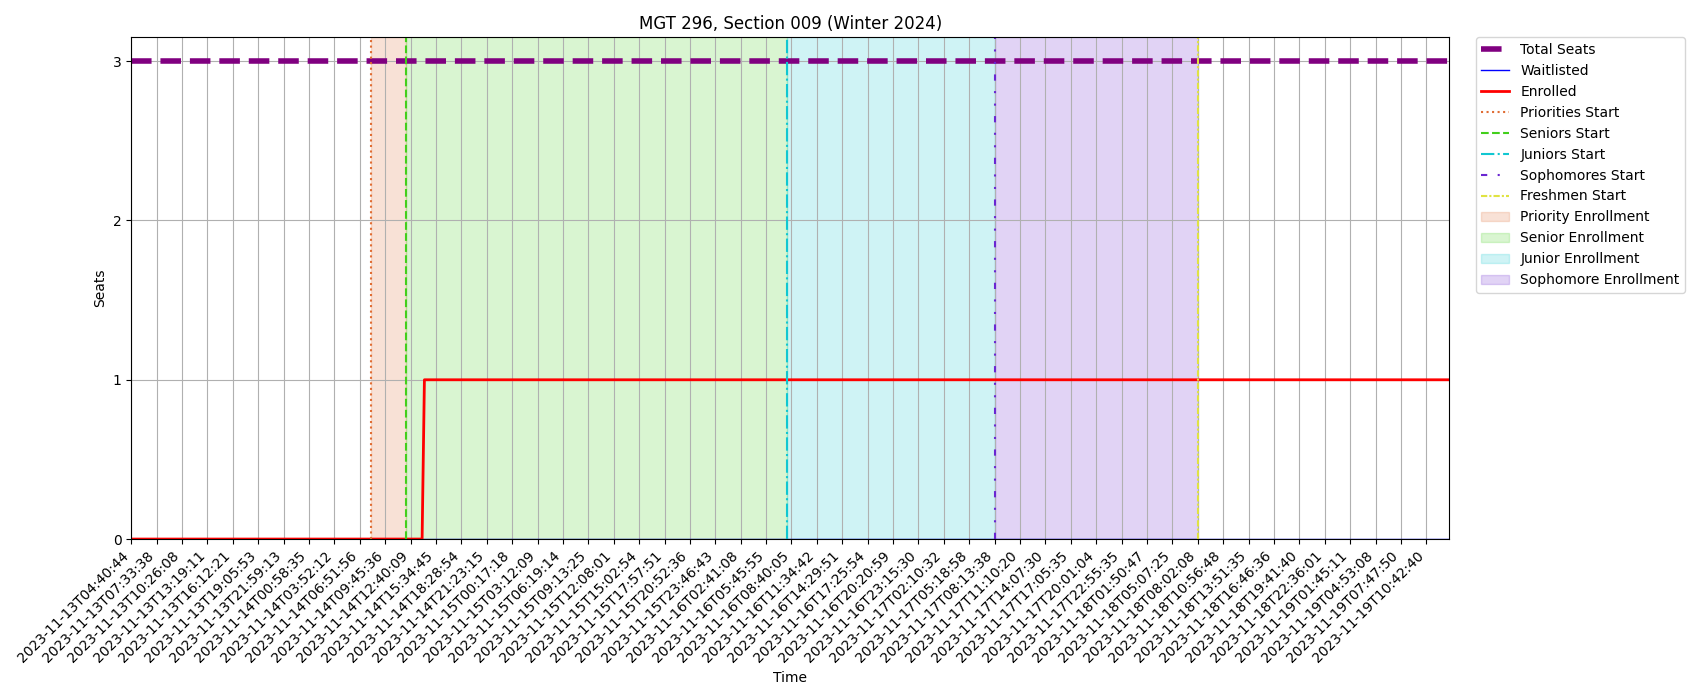 MGT 296, Section 009 (Winter 2024)
Seats
3
2
1
0
2023-11-13T04:40:44
2023-11-13T07:33:38
2023-11-13T10:26:08
2023-11-13T13:19:11
2023-11-13T16:12:21
2023-11-13T19:05:53
2023-11-13T21:59:13
2023-11-14T00:58:35
2023-11-14T03:52:12
2023-11-14T06:51:56
2023-11-14T09:45:36
2023-11-14T12:40:09
2023-11-14T15:34:45
2023-11-14T18:28:54
2023-11-14T21:23:15
2023-11-15T00:17:18
2023-11-15T03:12:09
2023-11-15T06:19:14
2023-11-15T09:13:25
2023-11-15T12:08:01
2023-11-15T15:02:54
2023-11-15T17:57:51
2023-11-15T20:52:36
2023-11-15T23:46:43
2023-11-16T02:41:08
2023-11-16T05:45:55
2023-11-16T08:40:05
2023-11-16T11:34:42
2023-11-16T14:29:51
2023-11-16T17:25:54
2023-11-16T20:20:59
2023-11-16T23:15:30
2023-11-17T02:10:32
2023-11-17T05:18:58
2023-11-17T08:13:38
2023-11-17T11:10:20
2023-11-17T14:07:30
2023-11-17T17:05:35
2023-11-17T20:01:04
2023-11-17T22:55:35
2023-11-18T01:50:47
2023-11-18T05:07:25
2023-11-18T08:02:08
2023-11-18T10:56:48
2023-11-18T13:51:35
2023-11-18T16:46:36
2023-11-18T19:41:40
2023-11-18T22:36:01
2023-11-19T01:45:11
2023-11-19T04:53:08
2023-11-19T07:47:50
2023-11-19T10:42:40
Time
Total Seats
Waitlisted
Enrolled
Priorities Start
Seniors Start
Juniors Start
Sophomores Start
Freshmen Start
Priority Enrollment
Senior Enrollment
Junior Enrollment
Sophomore Enrollment